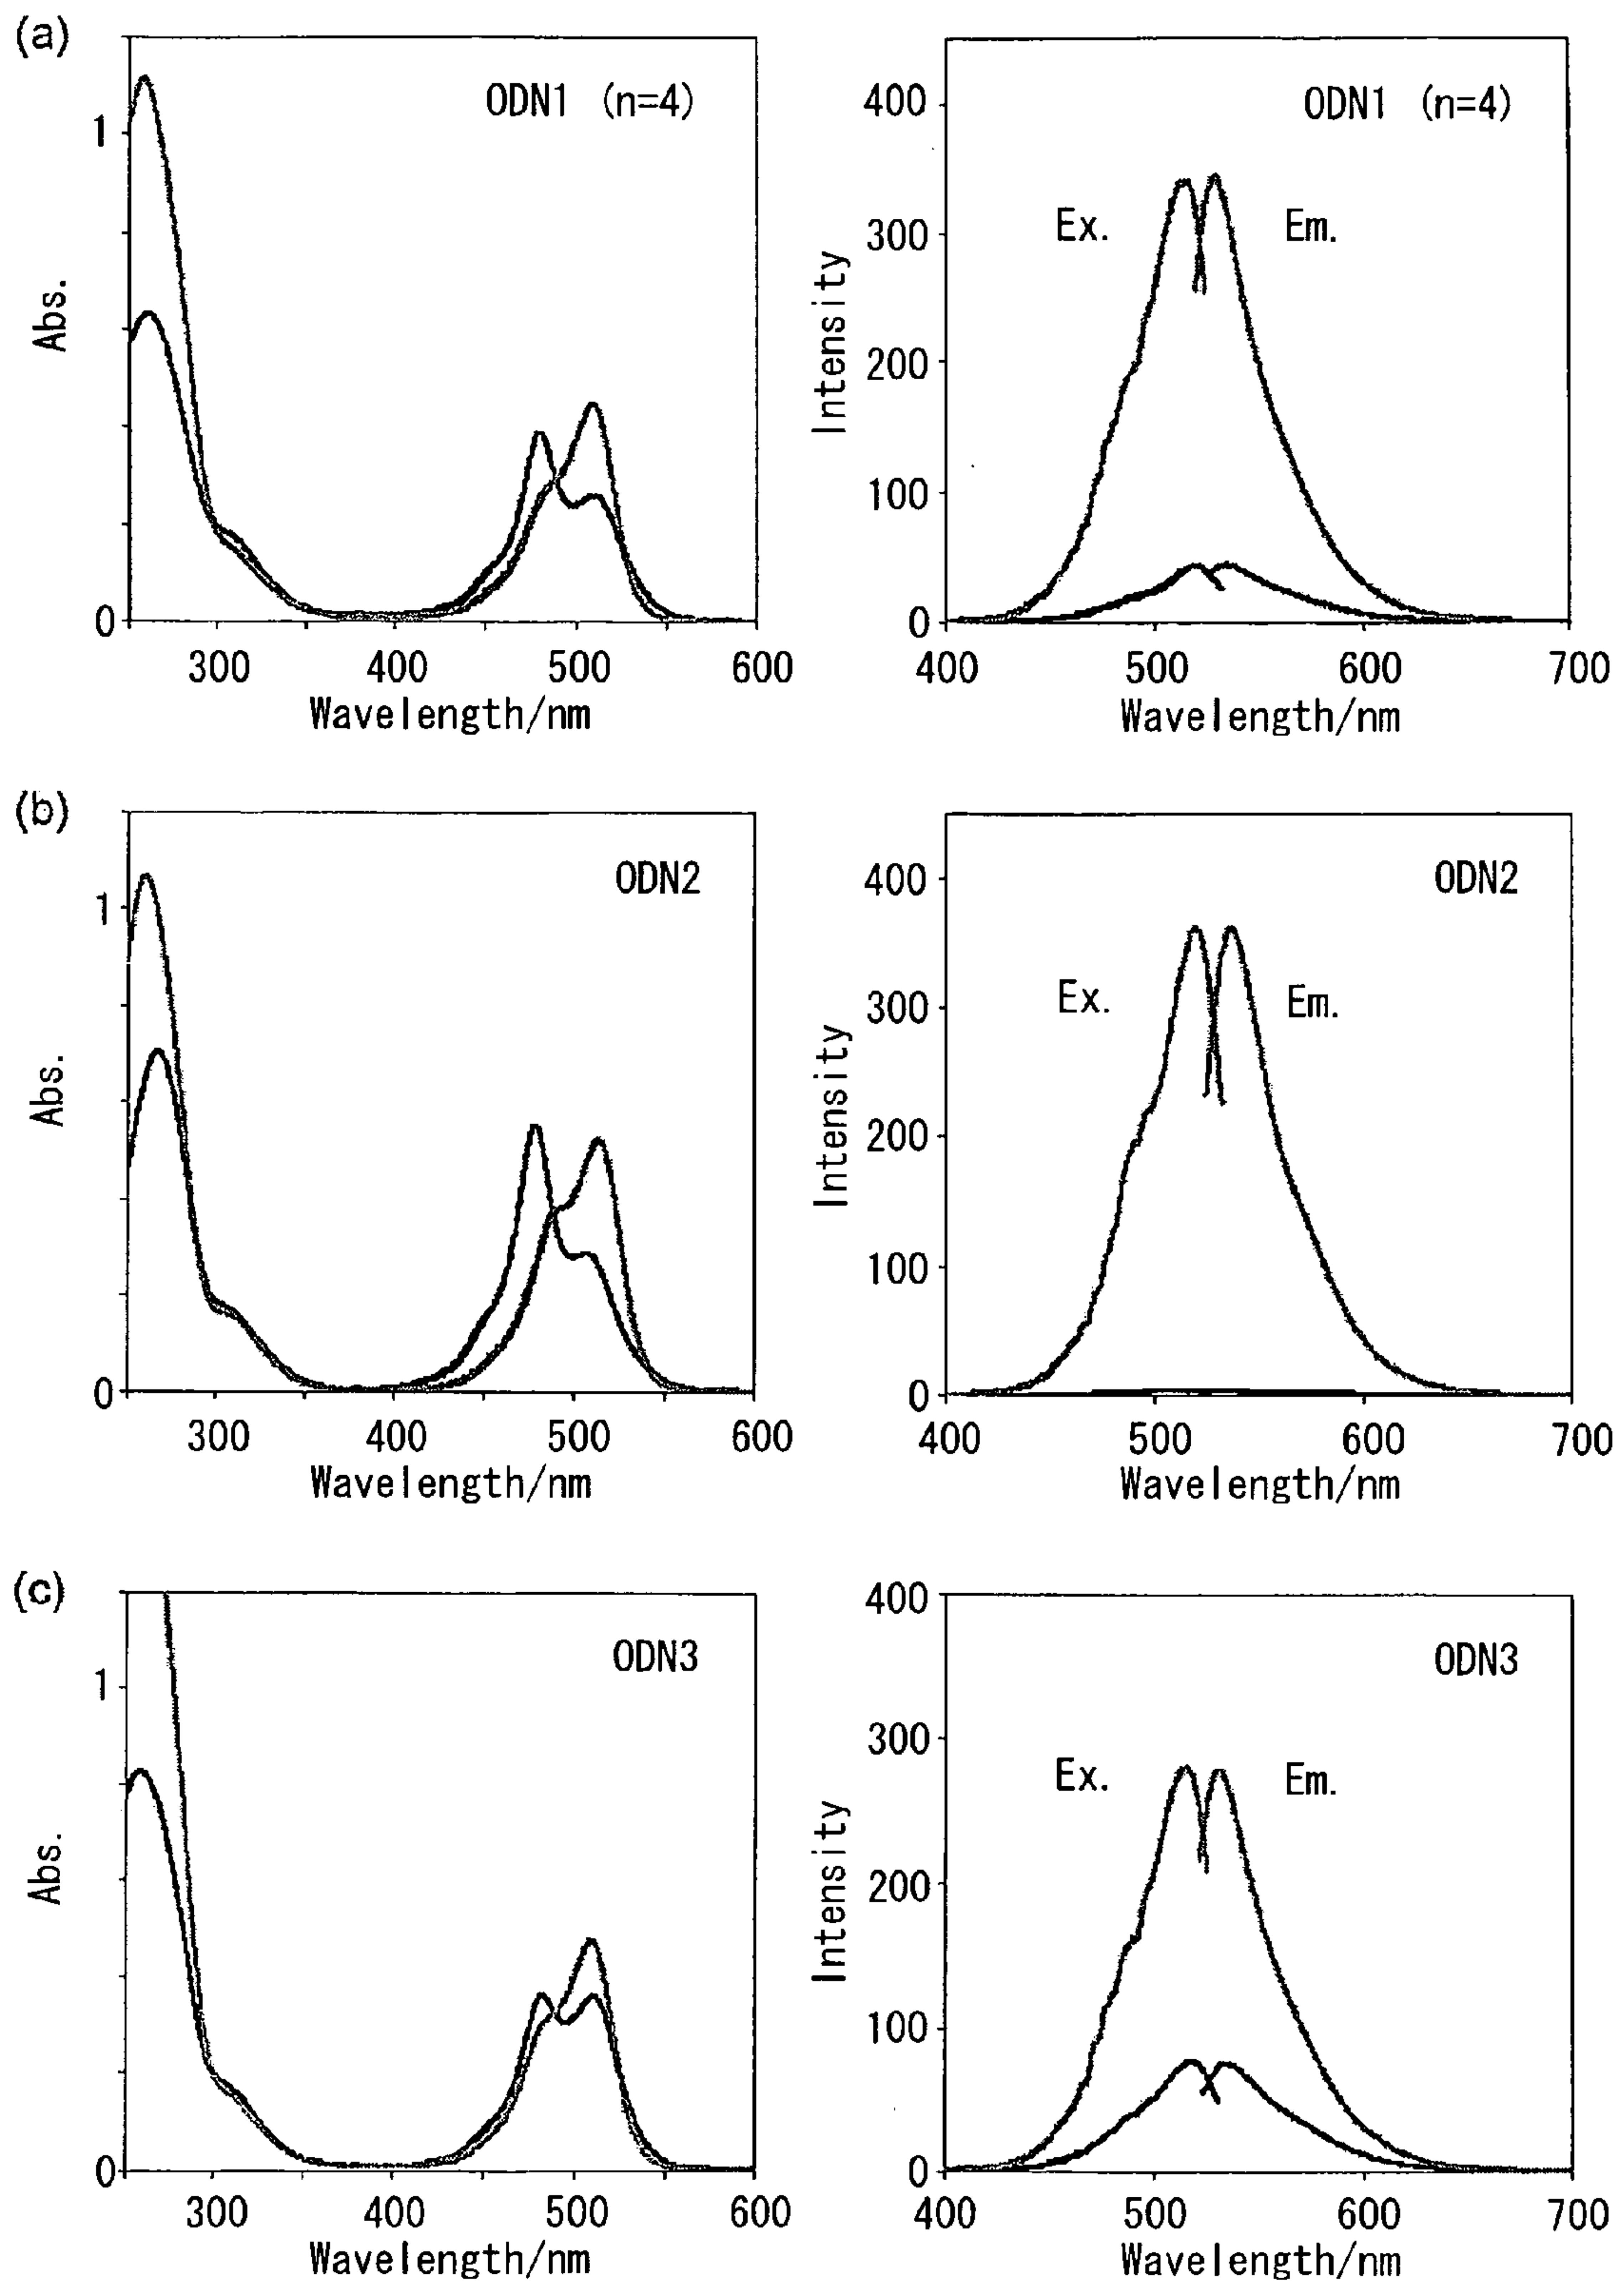 (a)
ODN1 (n=4)
Abs.
1
0
300 400 500 600
Wavelength/nm
ODN1 (n=4)
Ex. Em.
Intensity
400
300
200
100
0
400 500 600 700
Wavelength/nm
(b)
ODN2
Abs.
1
0
300 400 500 600
Wavelength/nm
ODN2
Ex. Em.
Intensity
400
300
200
100
0
400 500 600 700
Wavelength/nm
(c)
ODN3
Abs.
1
0
300 400 500 600
Wavelength/nm
ODN3
Ex. Em.
Intensity
400
300
200
100
0
400 500 600 700
Wavelength/nm